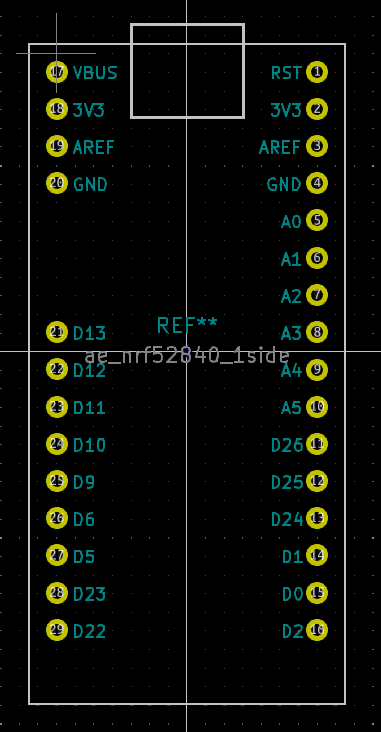 17 VBUS RST 1
18 3V3 3V3 2
19 AREF AREF 3
20 GND GND 4
A0 5
A1 6
A2 7
21 D13 REF** A3 8
ae_nrf52840_1side
22 D12 A4 9
23 D11 A5 10
24 D10 D26 11
25 D9 D25 12
26 D6 D24 13
27 D5 D1 14
28 D23 D0 15
29 D22 D2 16